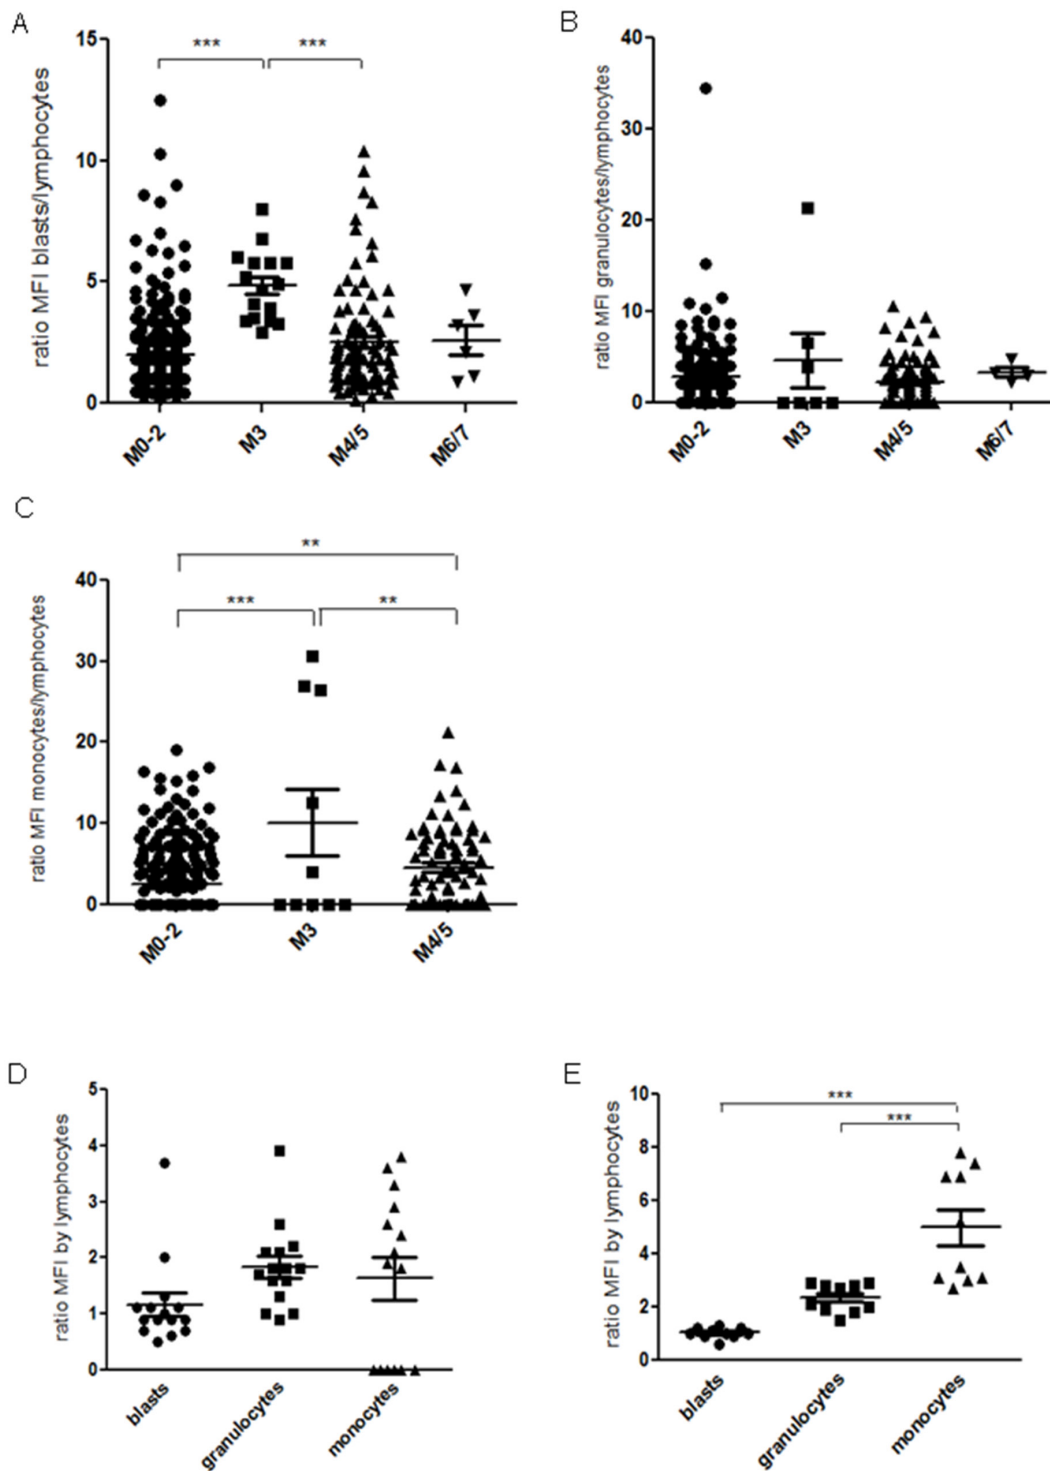 A
ratio MFI blasts/lymphocytes
15
10
5
0
***
***
M0-2
M3
M4/5
M6/7
B
ratio MFI granulocytes/lymphocytes
40
30
20
10
0
M0-2
M3
M4/5
M6/7
C
ratio MFI monocytes/lymphocytes
40
30
20
10
0
**
***
**
M0-2
M3
M4/5
D
ratio MFI by lymphocytes
5
4
3
2
1
0
blasts
granulocytes
monocytes
E
ratio MFI by lymphocytes
10
8
6
4
2
0
***
***
blasts
granulocytes
monocytes